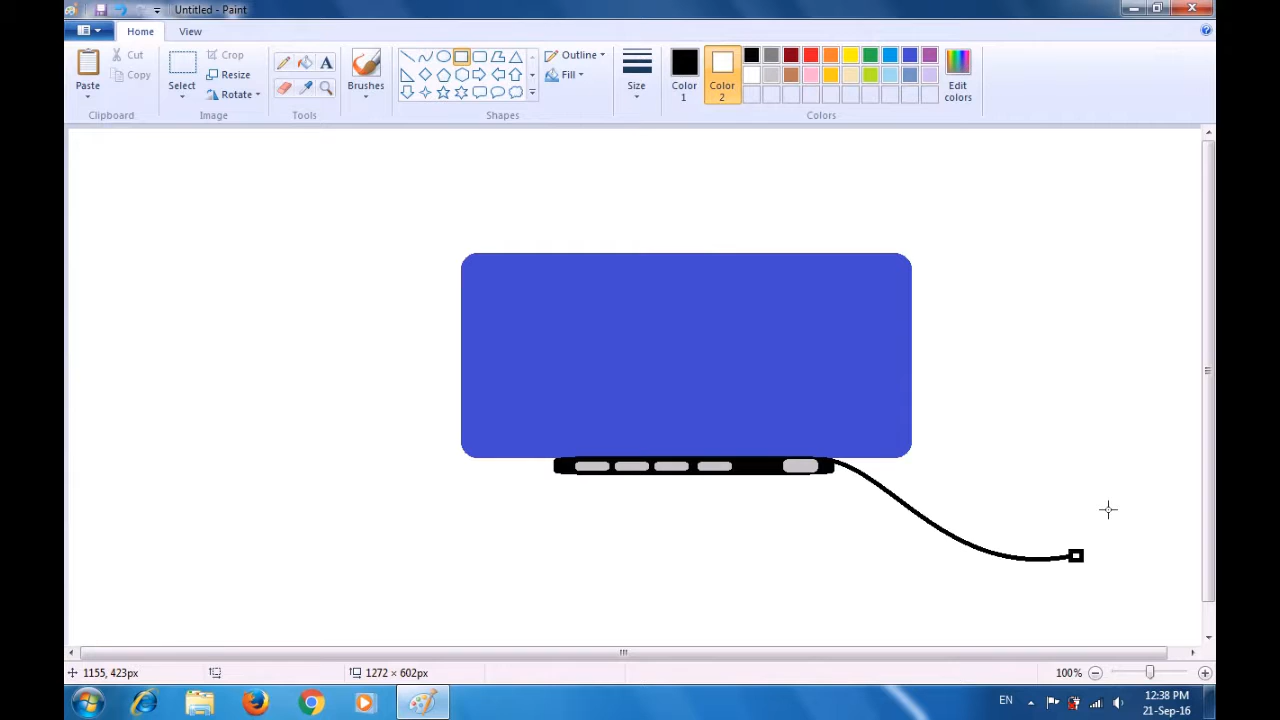 Untitled - Paint
Home View
Paste
Cut
Copy
Clipboard
Select
Crop
Resize
Rotate
Image
A
Tools
Brushes
Outline
Fill
Shapes
Size
Color
1
Color
2
Edit
colors
Colors
1155, 423px
1272 × 602px
100%
EN
12:38 PM
21-Sep-16